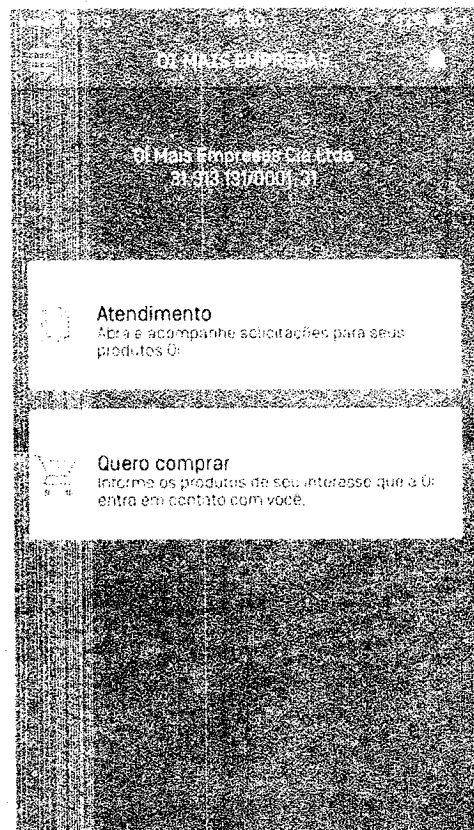 OI MAIS EMPRESAS
Oi Mais Empresas Cia Ltda
31.313.131/0001-31
Atendimento
Abra e acompanhe solicitações para seus
produtos Oi
Quero comprar
Informe os produtos de seu interesse que a Oi
entra em contato com você.